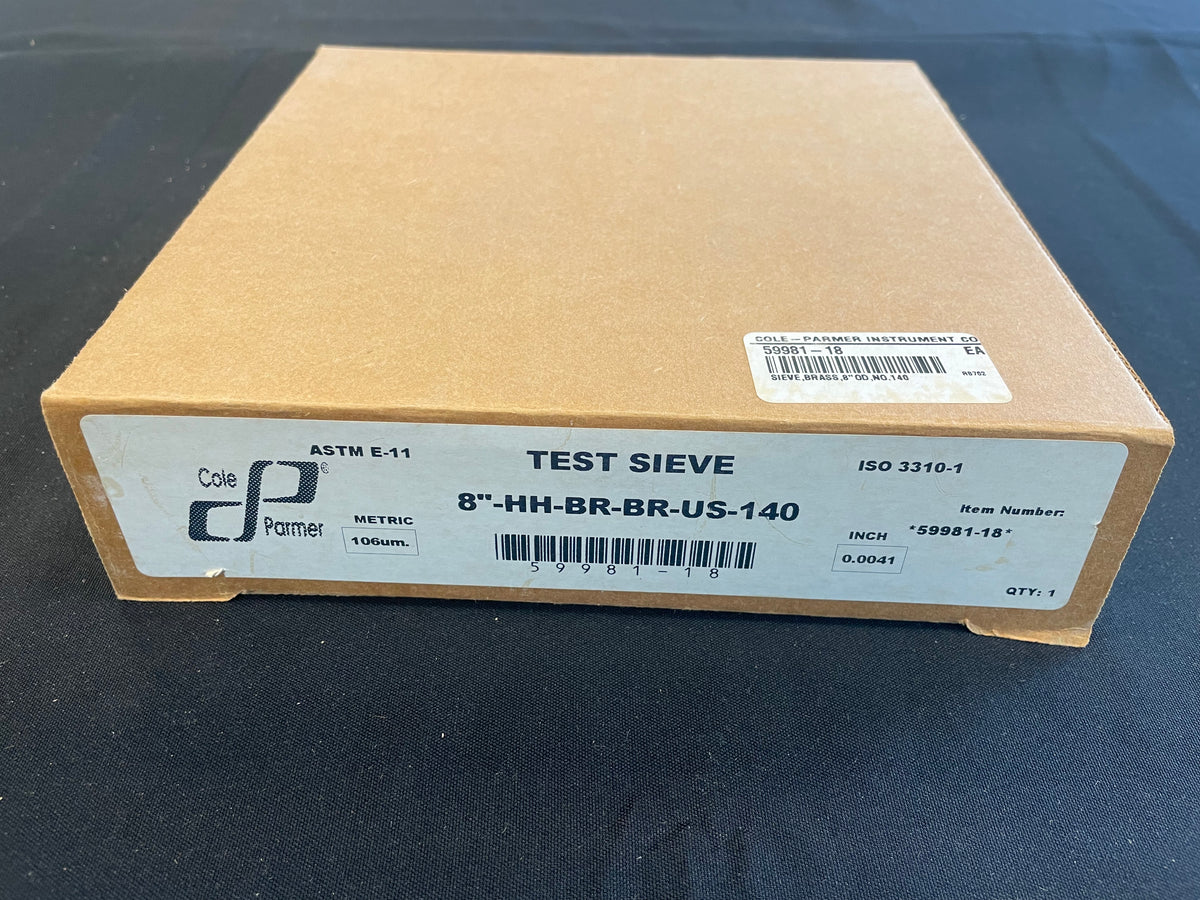 COLE-PARMER INSTRUMENT CO
59981-18 EA
SIEVE,BRASS,8"OD,NO.140 R8702
ASTM E-11 TEST SIEVE ISO 3310-1
Cole Parmer®
8"-HH-BR-BR-US-140
Item Number:
*59981-18*
METRIC
106um.
59981-18
INCH
0.0041
QTY: 1